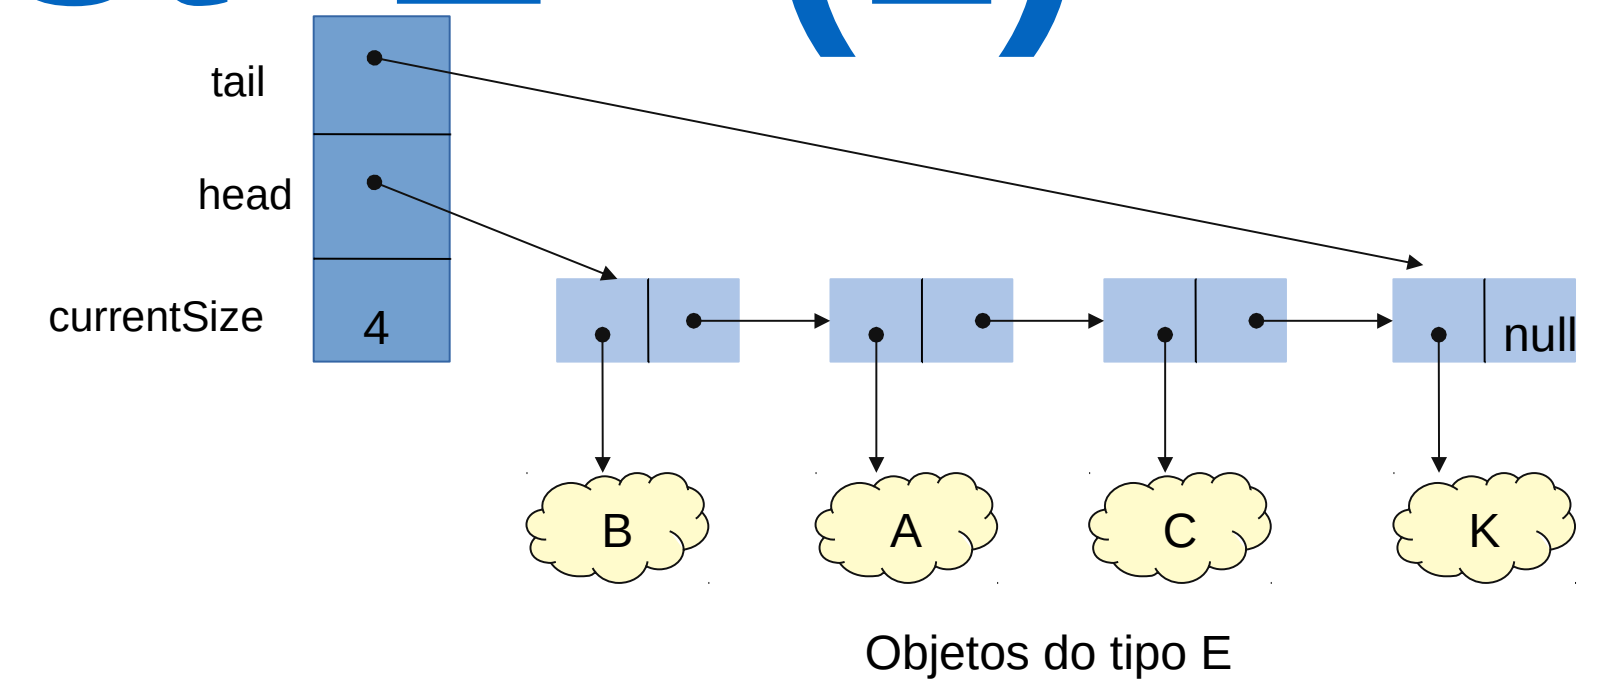 tail
head
currentSize
4
null
B
A
C
K
Objetos do tipo E